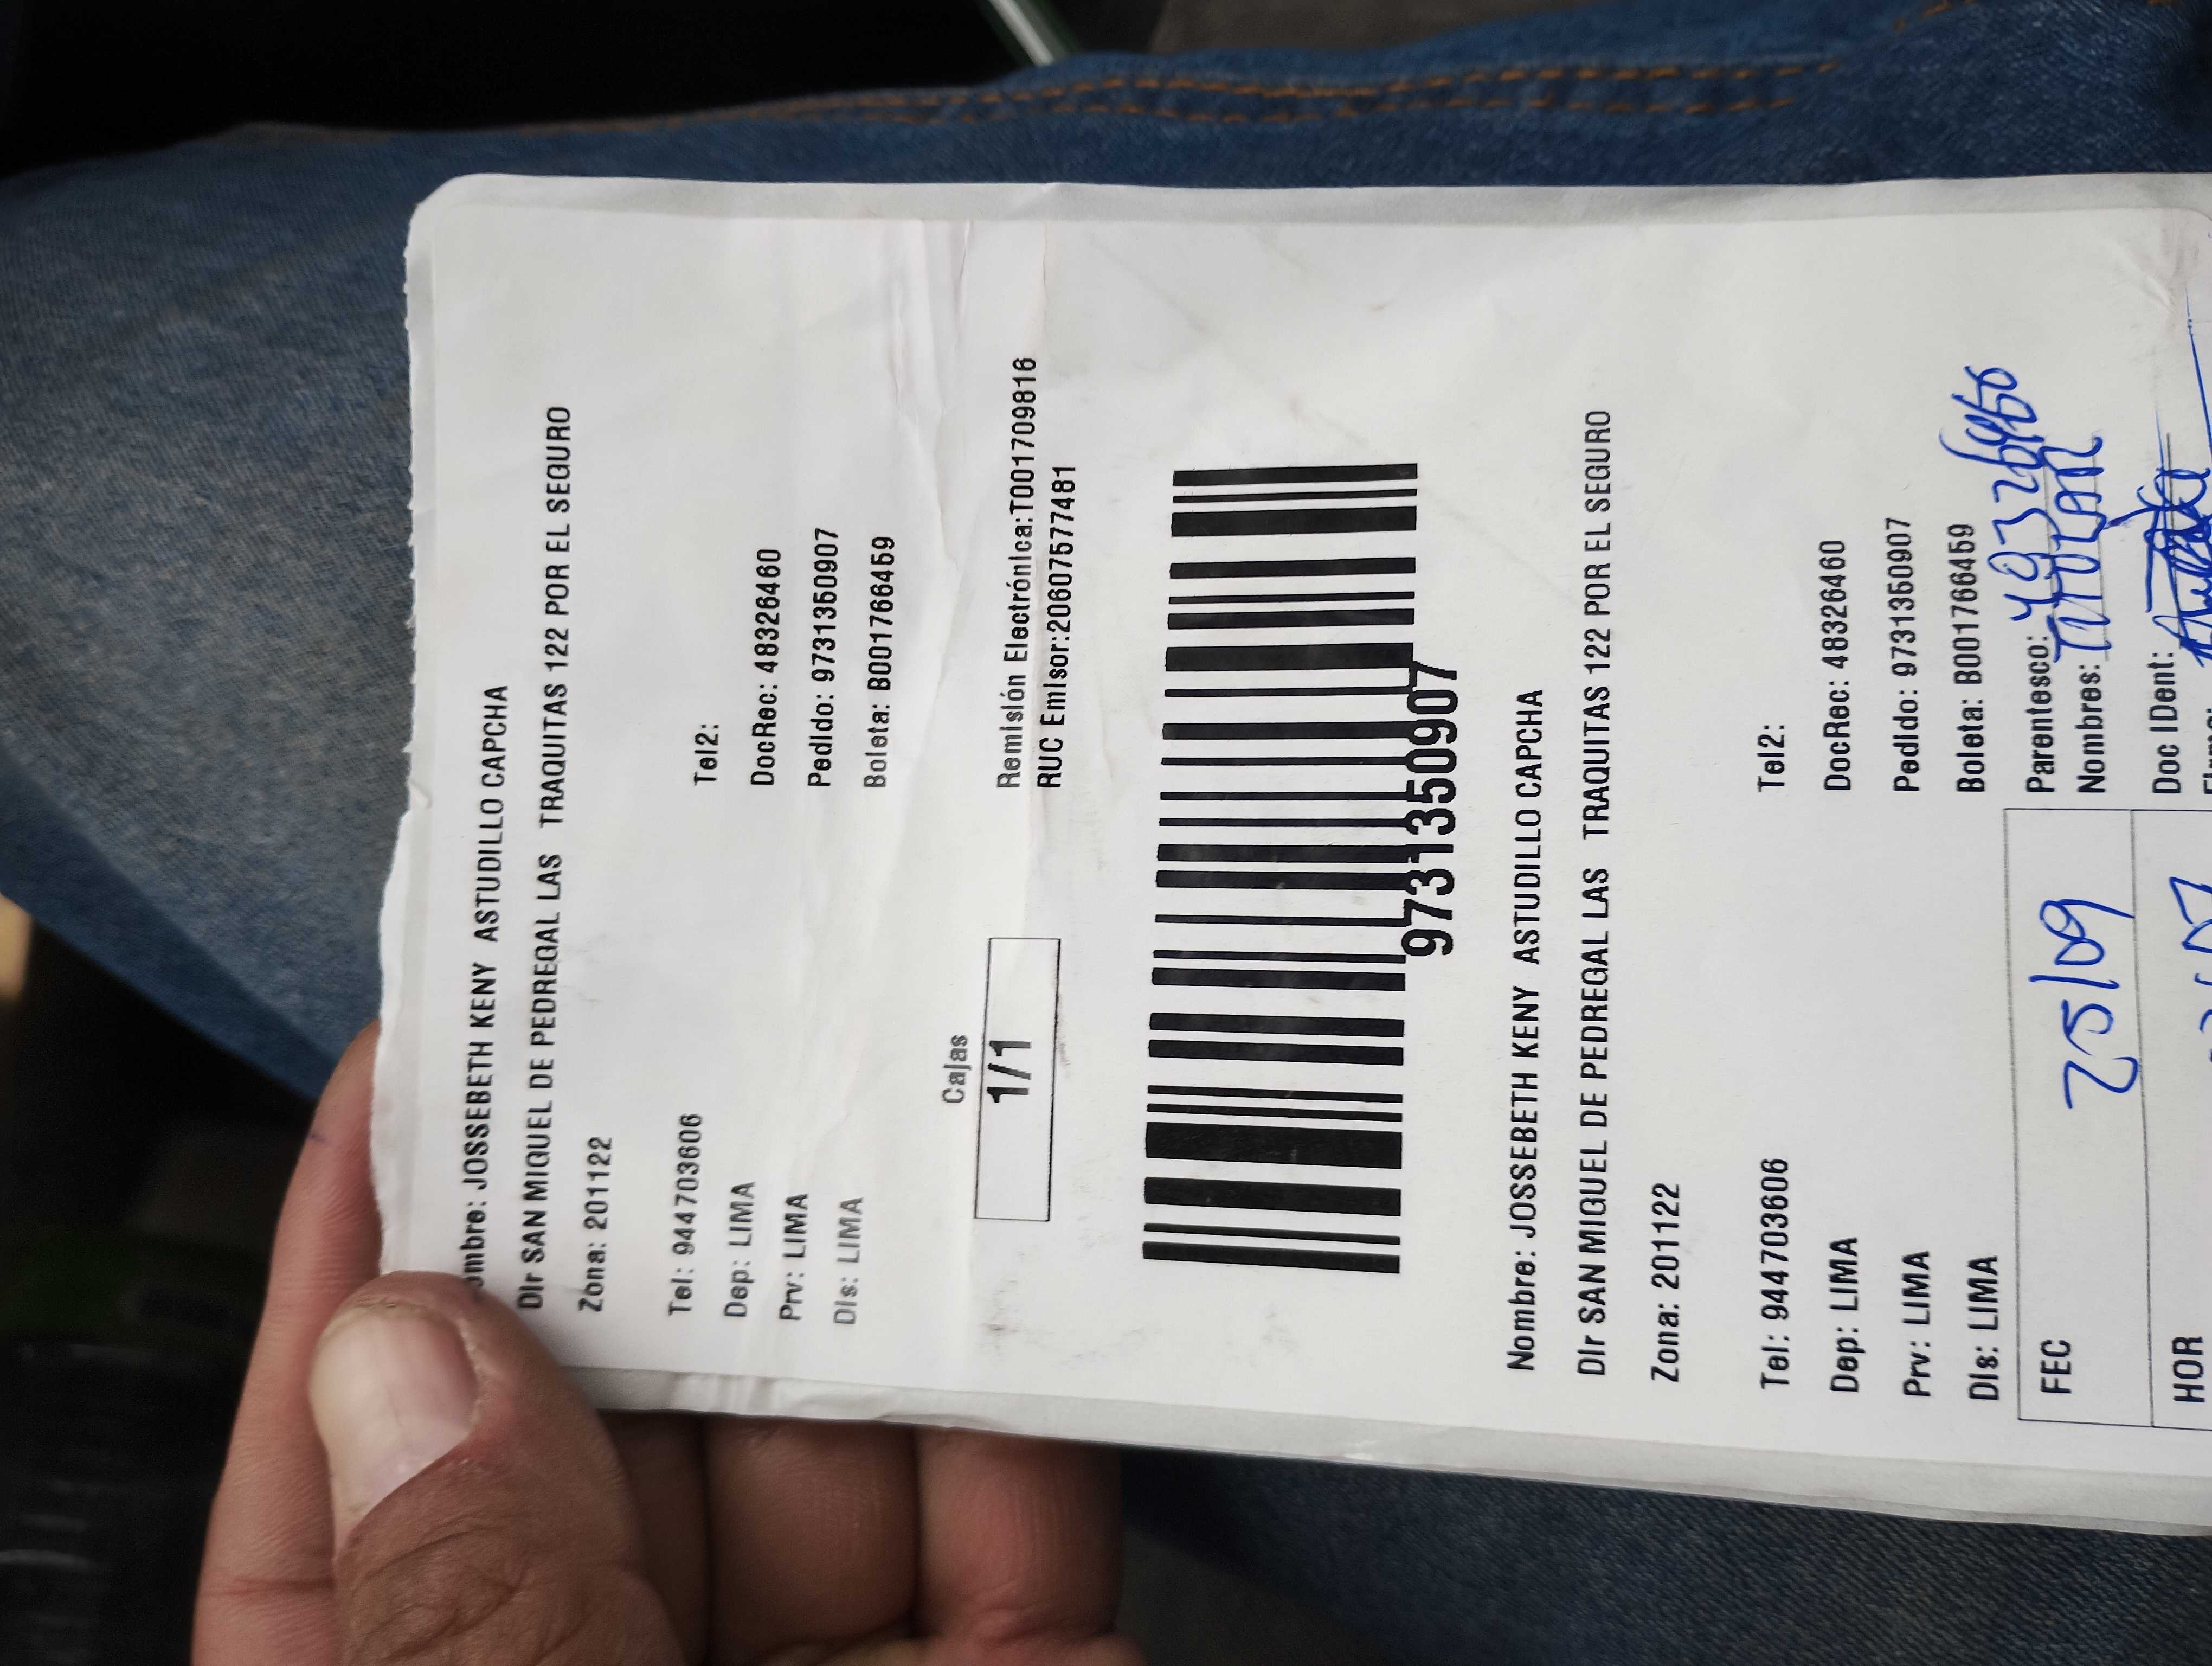 ombre: JOSSEBETH KENY ASTUDILLO CAPCHA
DIr SAN MIGUEL DE PEDREGAL LAS TRAQUITAS 122 POR EL SEGURO
Zona: 201122
Tel: 944703606 Tel2:
Dep: LIMA DocRec: 48326460
Prv: LIMA Pedido: 97313509​07
Dis: LIMA Boleta: B001766459
Cajas
1/1
Remisión Electrónica:T001709816
RUC Emisor:20607577481
9731350907
Nombre: JOSSEBETH KENY ASTUDILLO CAPCHA
DIr SAN MIGUEL DE PEDREGAL LAS TRAQUITAS 122 POR EL SEGURO
Zona: 201122
Tel: 944703606 Tel2:
Dep: LIMA DocRec: 48326460
Prv: LIMA Pedido: 9731350907
Dis: LIMA Boleta: B001766459
FEC 25/09 Parentesco:
Nombres: TITULAR
HOR Doc IDent: